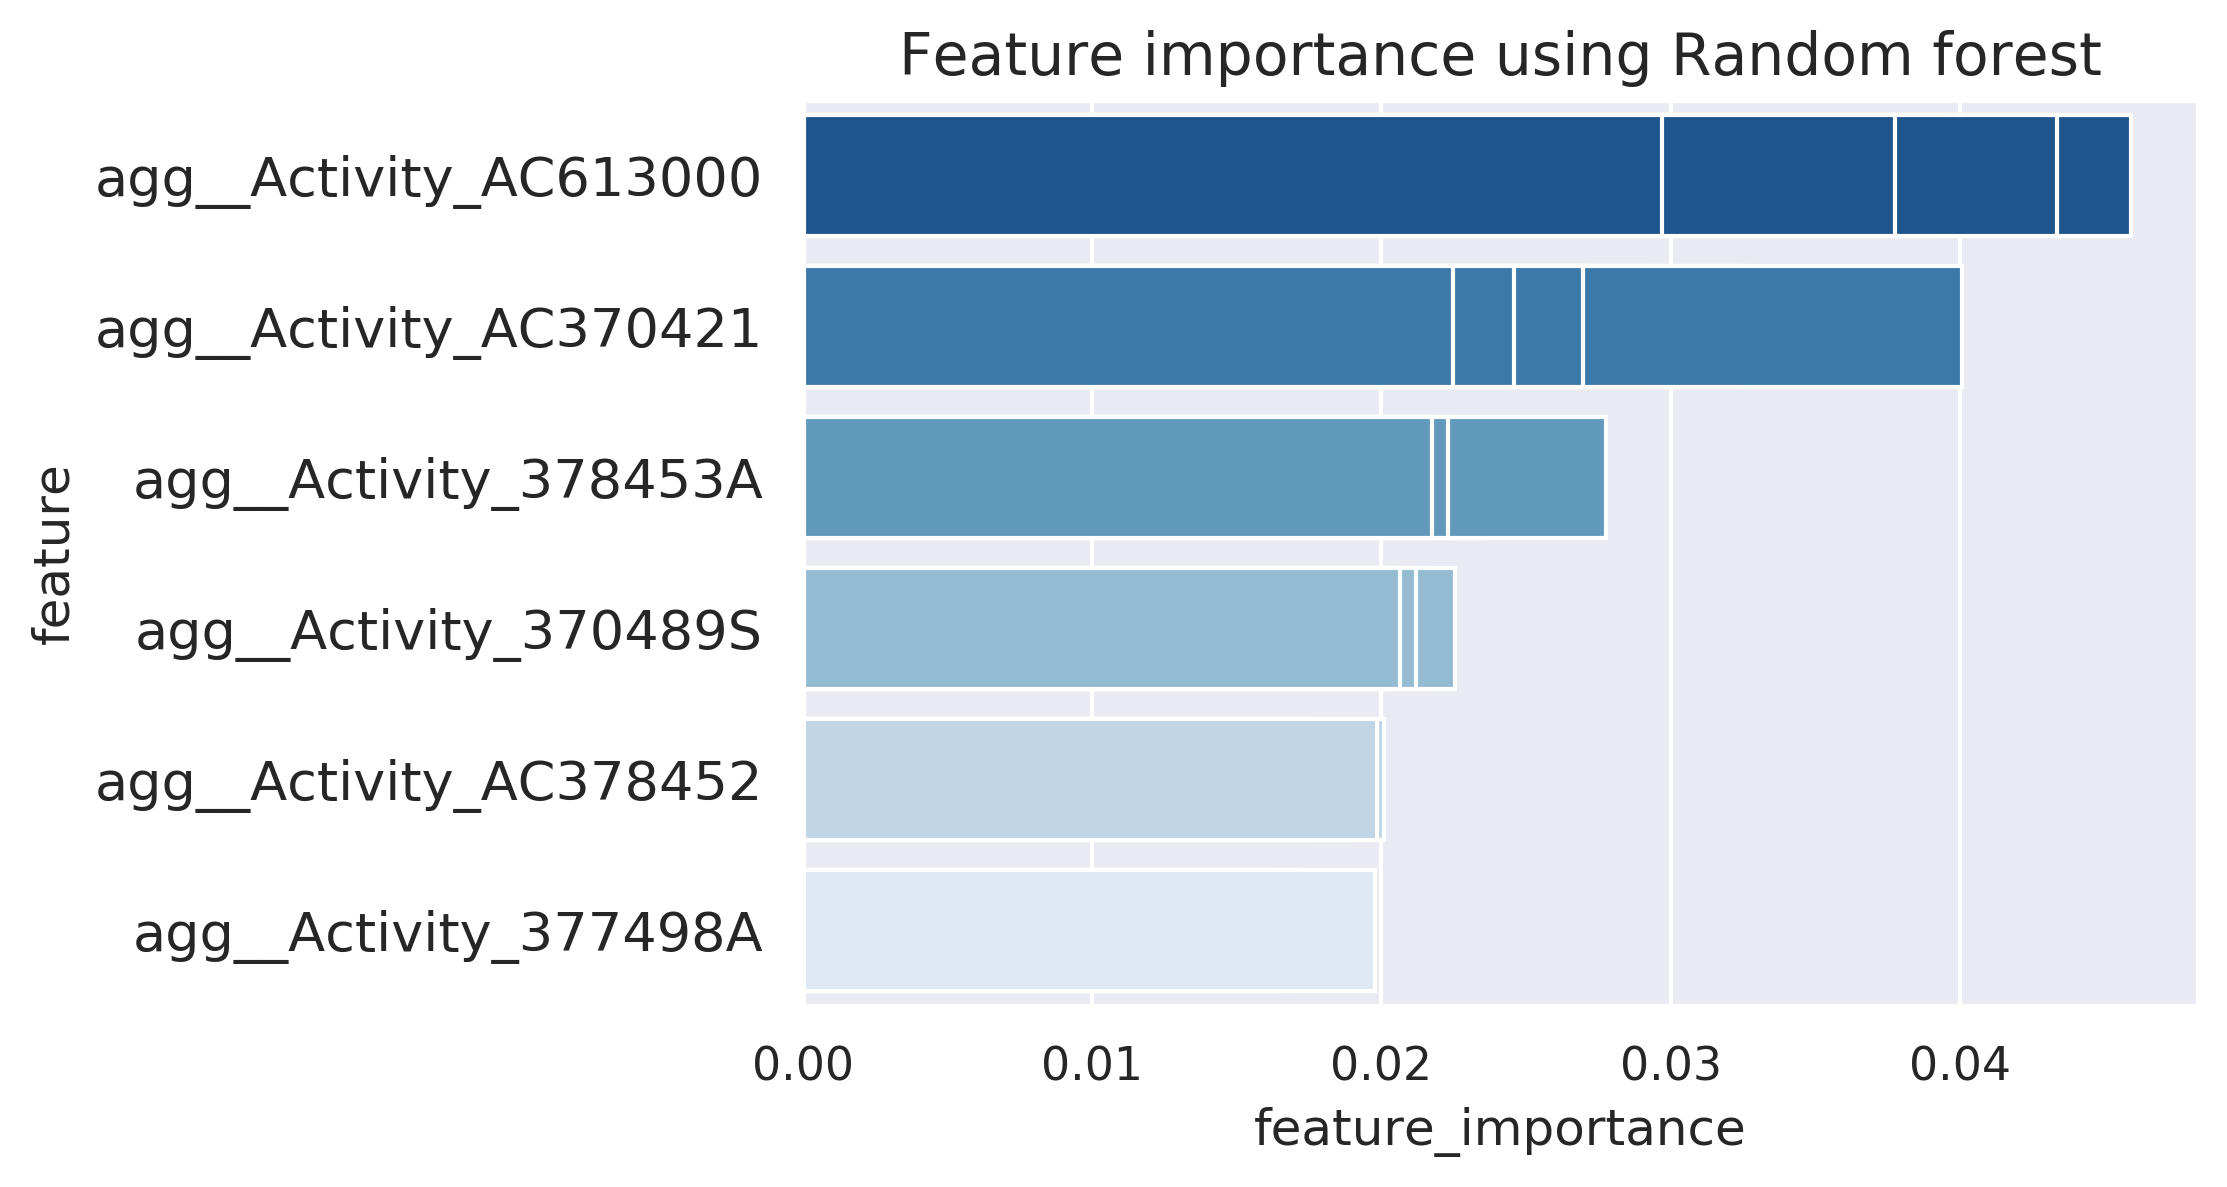 Feature importance using Random forest
agg__Activity_AC613000
agg__Activity_AC370421
agg__Activity_378453A
agg__Activity_370489S
agg__Activity_AC378452
agg__Activity_377498A
feature
0.00 0.01 0.02 0.03 0.04
feature_importance